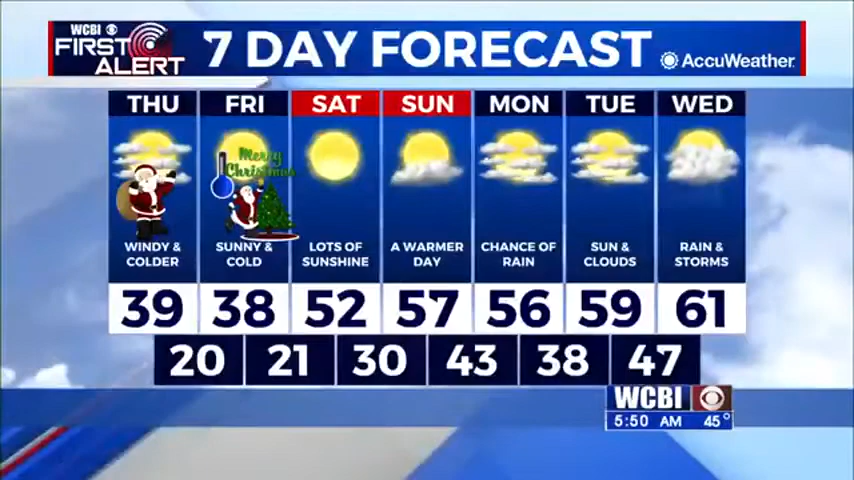 WCBI
FIRST
ALERT
7 DAY FORECAST
AccuWeather
THU FRI SAT SUN MON TUE WED
Merry
Christmas
WINDY &
COLDER
SUNNY &
COLD
LOTS OF
SUNSHINE
A WARMER
DAY
CHANCE OF
RAIN
SUN &
CLOUDS
RAIN &
STORMS
39 38 52 57 56 59 61
20 21 30 43 38 47
WCBI
5:50 AM 45°